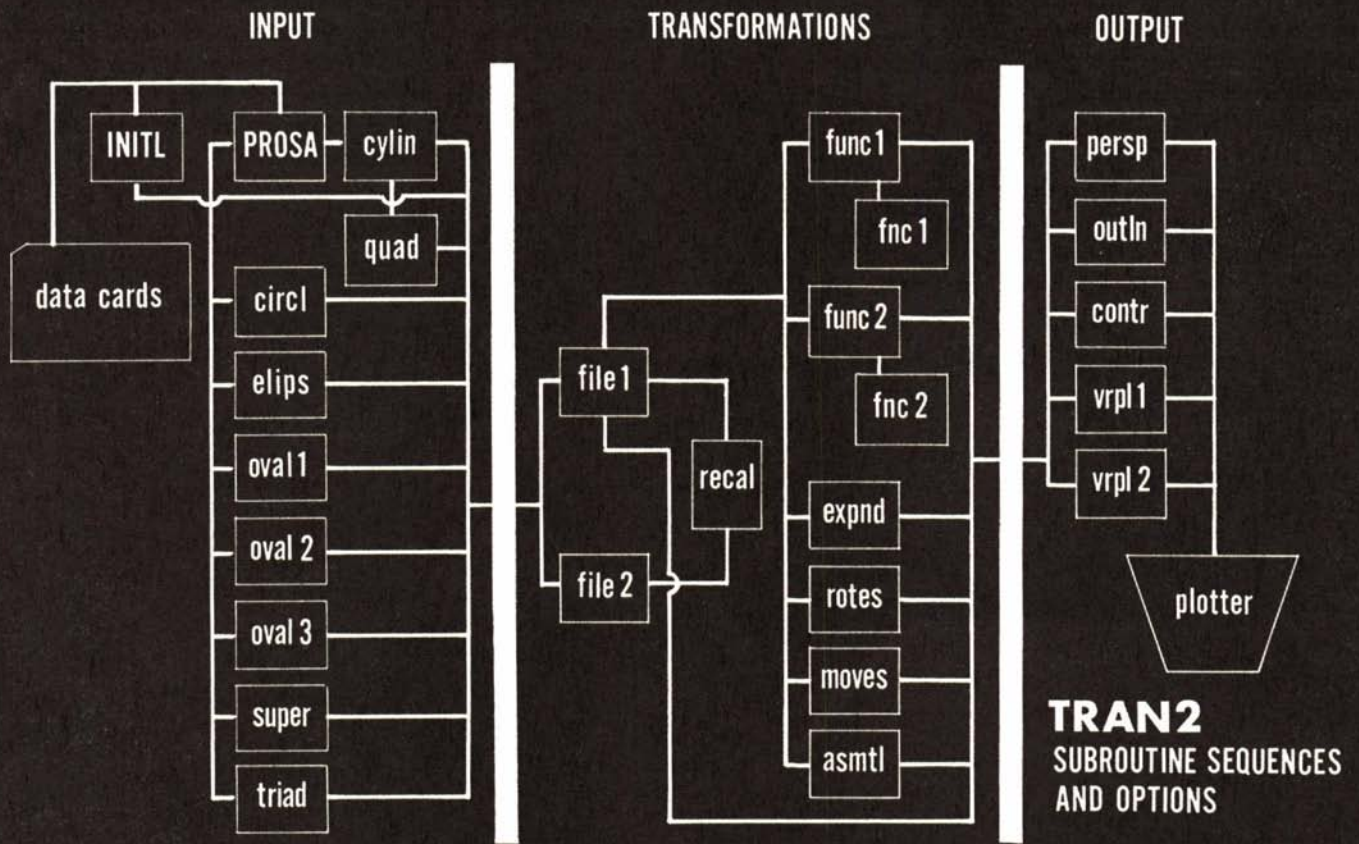 INPUT
TRANSFORMATIONS
OUTPUT
INITL
PROSA
cylin
quad
data cards
circl
elips
oval 1
oval 2
oval 3
super
triad
file 1
file 2
recal
func 1
fnc 1
func 2
fnc 2
expnd
rotes
moves
asmtl
persp
outln
contr
vrpl 1
vrpl 2
plotter
TRAN2
SUBROUTINE SEQUENCES
AND OPTIONS